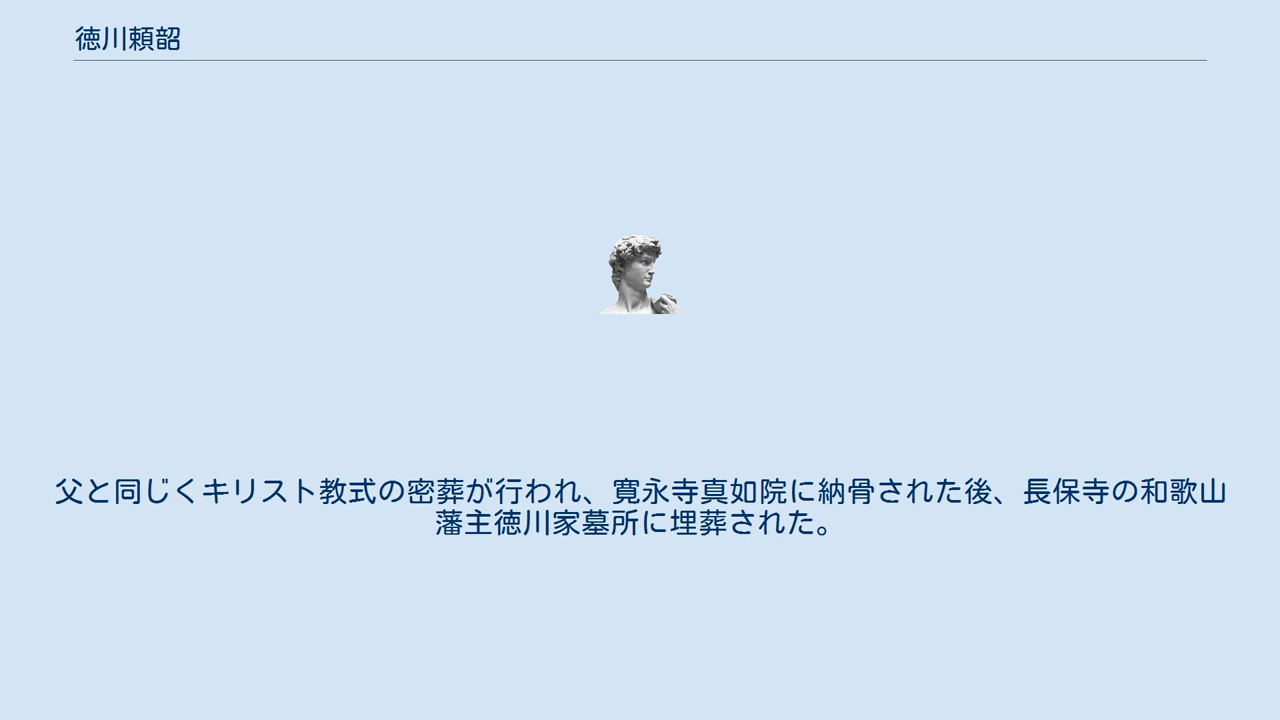 徳川頼韶
父と同じくキリスト教式の密葬が行われ、寛永寺真如院に納骨された後、長保寺の和歌山
藩主徳川家墓所に埋葬された。